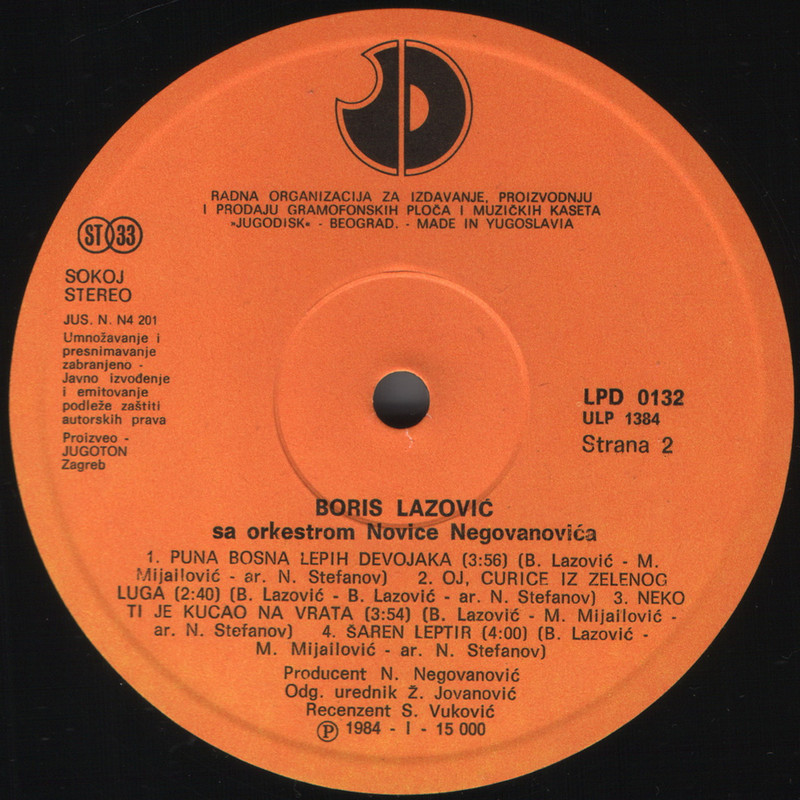 RADNA ORGANIZACIJA ZA IZDAVANJE, PROIZVODNJU
I PRODAJU GRAMOFONSKIH PLOČA I MUZIČKIH KASETA
»JUGODISK« - BEOGRAD. - MADE IN YUGOSLAVIA
ST 33
SOKOJ
STEREO
JUS. N. N4 201
Umnožavanje i
presnimavanje
zabranjeno -
Javno izvođenje
i emitovanje
podleže zaštiti
autorskih prava
Proizveo -
JUGOTON
Zagreb
LPD 0132
ULP 1384
Strana 2
BORIS LAZOVIĆ
sa orkestrom Novice Negovanovića
1. PUNA BOSNA LEPIH DEVOJAKA (3:56) (B. Lazović - M.
Mijailović - ar. N. Stefanov) 2. OJ, CURICE IZ ZELENOG
LUGA (2:40) (B. Lazović - B. Lazović - ar. N. Stefanov) 3. NEKO
TI JE KUCAO NA VRATA (3:54) (B. Lazović - M. Mijailović -
ar. N. Stefanov) 4. ŠAREN LEPTIR (4:00) (B. Lazović -
M. Mijailović - ar. N. Stefanov)
Producent N. Negovanović
Odg. urednik Ž. Jovanović
Recenzent S. Vuković
Ⓟ 1984 - I - 15 000